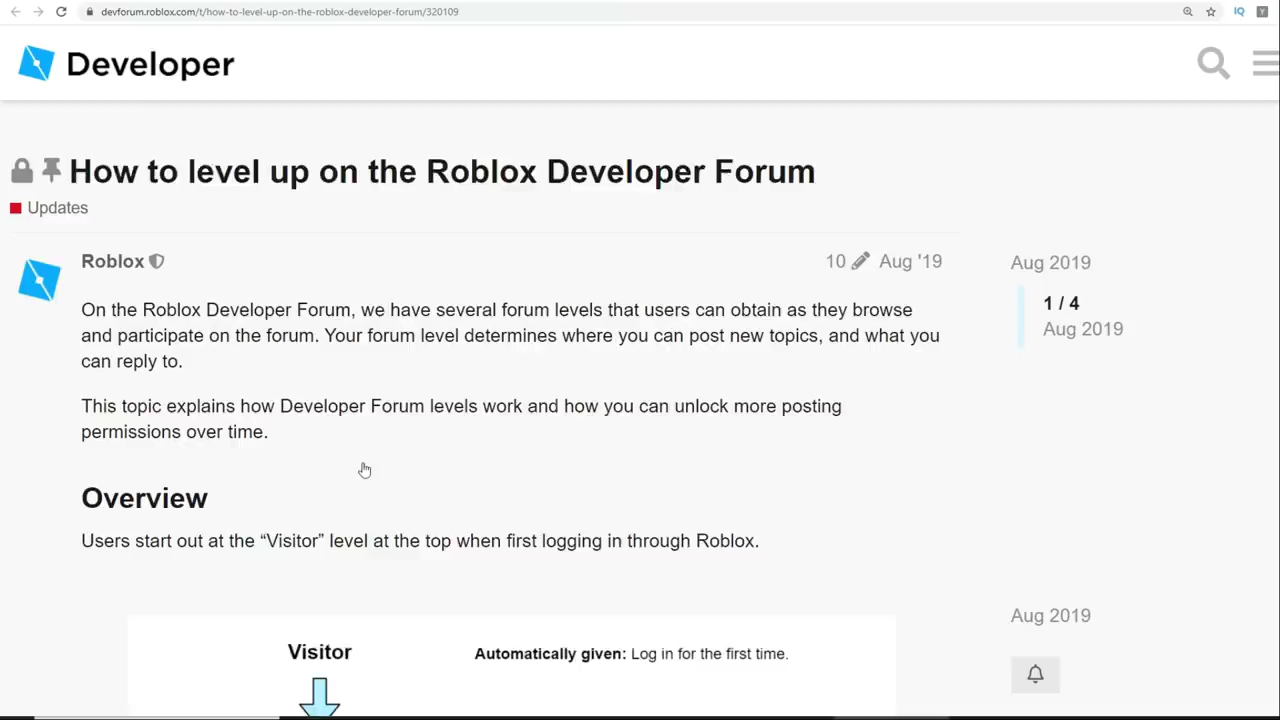 devforum.roblox.com/t/how-to-level-up-on-the-roblox-developer-forum/320109
IQ
Y
Developer
How to level up on the Roblox Developer Forum
Updates
Roblox
10 Aug '19
Aug 2019
On the Roblox Developer Forum, we have several forum levels that users can obtain as they browse
and participate on the forum. Your forum level determines where you can post new topics, and what you
can reply to.
1 / 4
Aug 2019
This topic explains how Developer Forum levels work and how you can unlock more posting
permissions over time.
Overview
Users start out at the “Visitor” level at the top when first logging in through Roblox.
Aug 2019
Visitor
Automatically given: Log in for the first time.